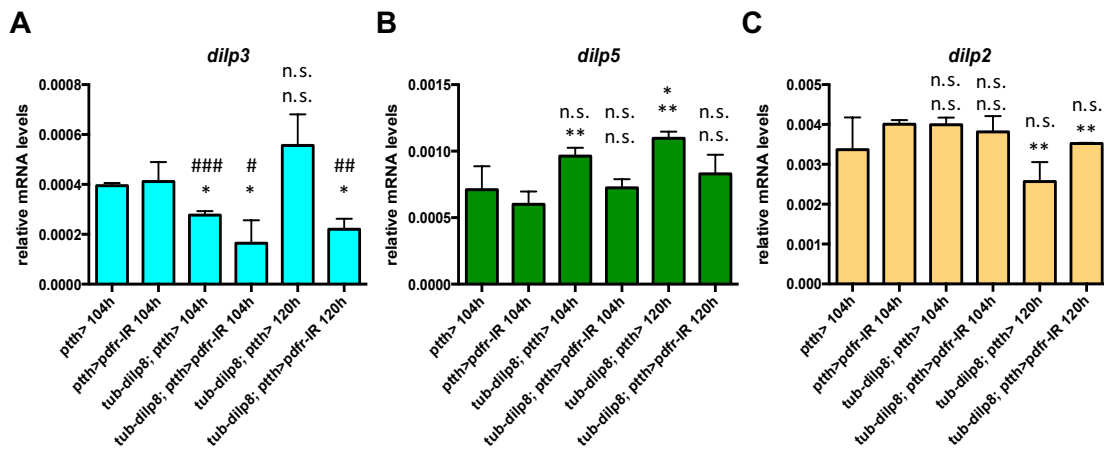 A
dilp3
relative mRNA levels
0.0008
0.0006
0.0004
0.0002
0.0000
###
*
#
*
n.s.
n.s.
##
*
ptth> 104h
ptth>pdfr-IR 104h
tub-dilp8; ptth> 104h
tub-dilp8; ptth>pdfr-IR 104h
tub-dilp8; ptth> 120h
tub-dilp8; ptth>pdfr-IR 120h
B
dilp5
relative mRNA levels
0.0015
0.0010
0.0005
0.0000
n.s.
**
n.s.
n.s.
*
**
n.s.
n.s.
ptth> 104h
ptth>pdfr-IR 104h
tub-dilp8; ptth> 104h
tub-dilp8; ptth>pdfr-IR 104h
tub-dilp8; ptth> 120h
tub-dilp8; ptth>pdfr-IR 120h
C
dilp2
relative mRNA levels
0.005
0.004
0.003
0.002
0.001
0.000
n.s.
n.s.
n.s.
n.s.
n.s.
**
n.s.
**
ptth> 104h
ptth>pdfr-IR 104h
tub-dilp8; ptth> 104h
tub-dilp8; ptth>pdfr-IR 104h
tub-dilp8; ptth> 120h
tub-dilp8; ptth>pdfr-IR 120h